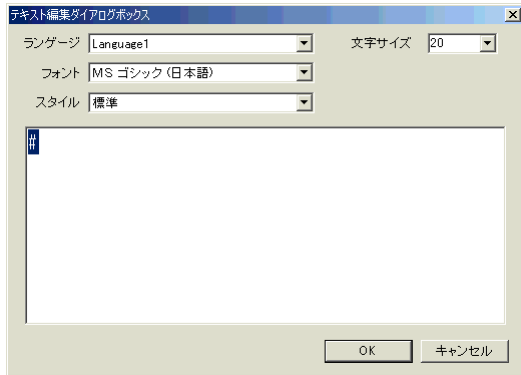 テキスト編集ダイアログボックス
ランゲージ Language1 文字サイズ 20
フォント MS ゴシック (日本語)
スタイル 標準
#
OK キャンセル